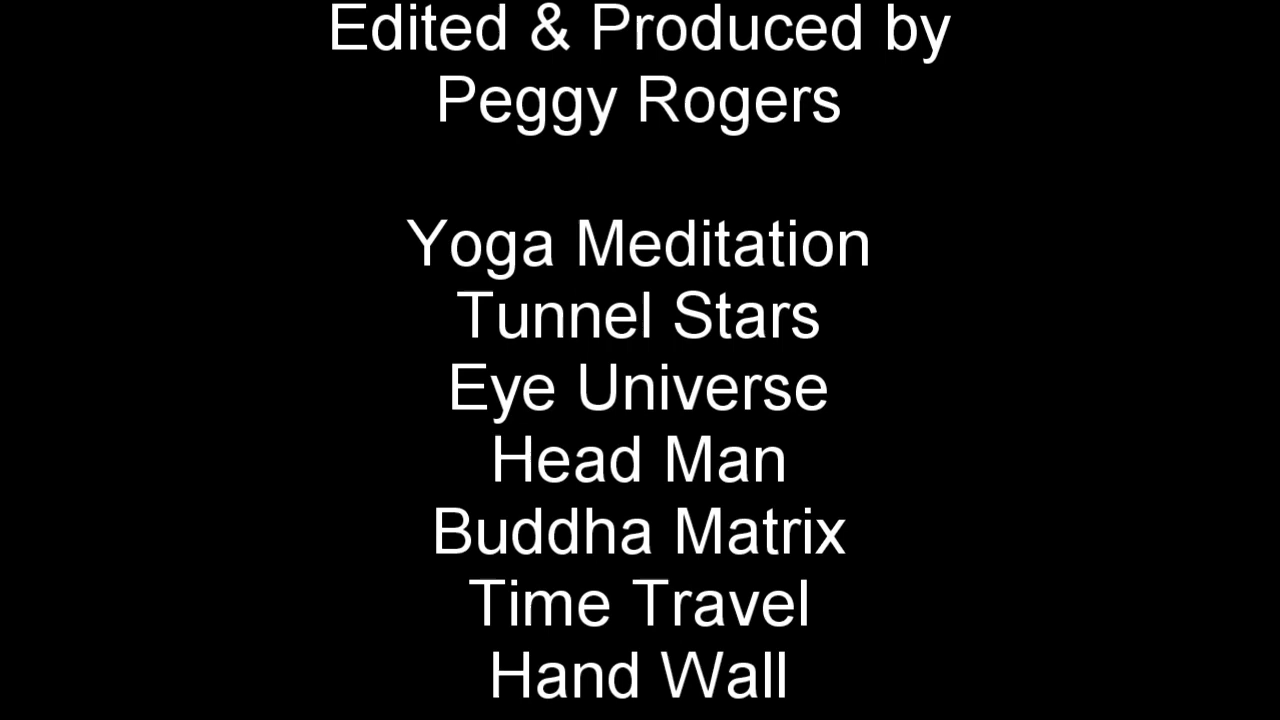 Edited & Produced by
Peggy Rogers
Yoga Meditation
Tunnel Stars
Eye Universe
Head Man
Buddha Matrix
Time Travel
Hand Wall